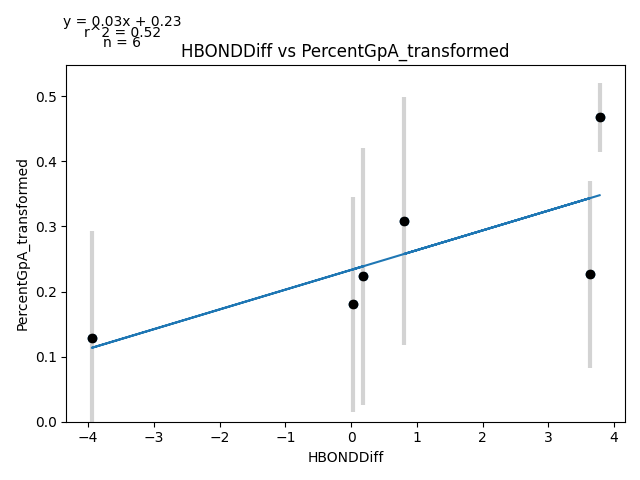 y = 0.03x + 0.23
r^2 = 0.52
n = 6
HBONDDiff vs PercentGpA_transformed
PercentGpA_transformed
0.5
0.4
0.3
0.2
0.1
0.0
−4
−3
−2
−1
0
1
2
3
4
HBONDDiff